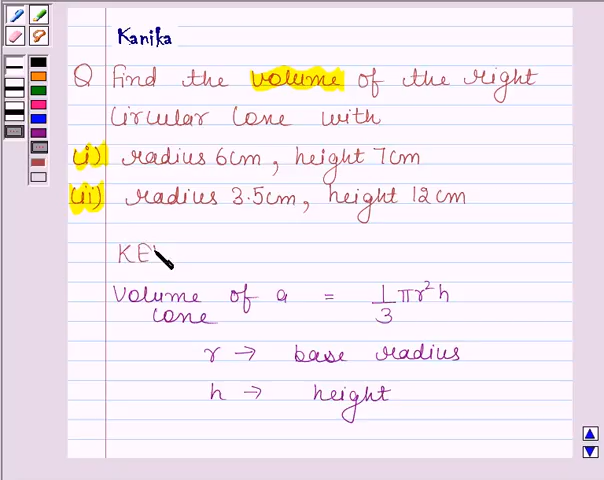 Kanika
Q Find the volume of the right
circular cone with
(i) radius 6cm, height 7cm
(ii) radius 3.5cm, height 12cm
KE
Volume of a = 1/3 πr²h
cone
r → base radius
h → height